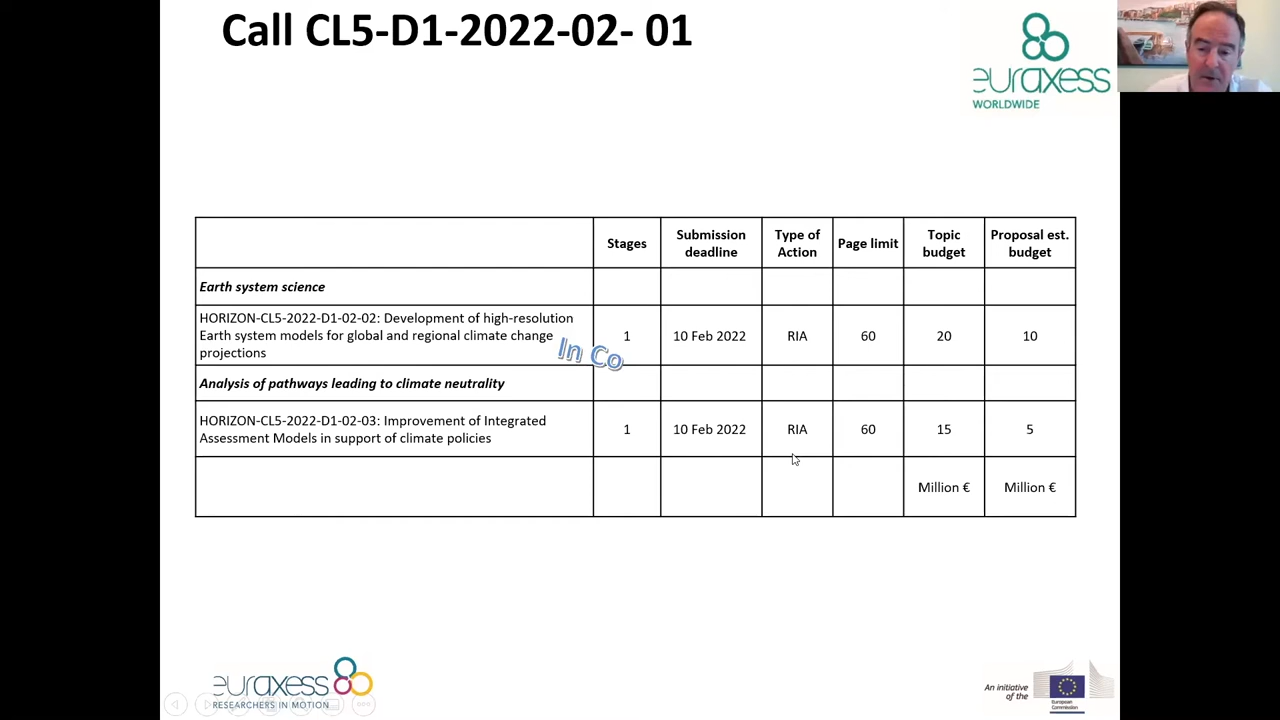 Call CL5-D1-2022-02- 01
euraxess
WORLDWIDE
Stages
Submission deadline
Type of Action
Page limit
Topic budget
Proposal est. budget
Earth system science
HORIZON-CL5-2022-D1-02-02: Development of high-resolution
Earth system models for global and regional climate change
projections
1
10 Feb 2022
RIA
60
20
10
In Co
Analysis of pathways leading to climate neutrality
HORIZON-CL5-2022-D1-02-03: Improvement of Integrated
Assessment Models in support of climate policies
1
10 Feb 2022
RIA
60
15
5
Million €
Million €
euraxess
RESEARCHERS IN MOTION
An initiative
of the
European
Commission